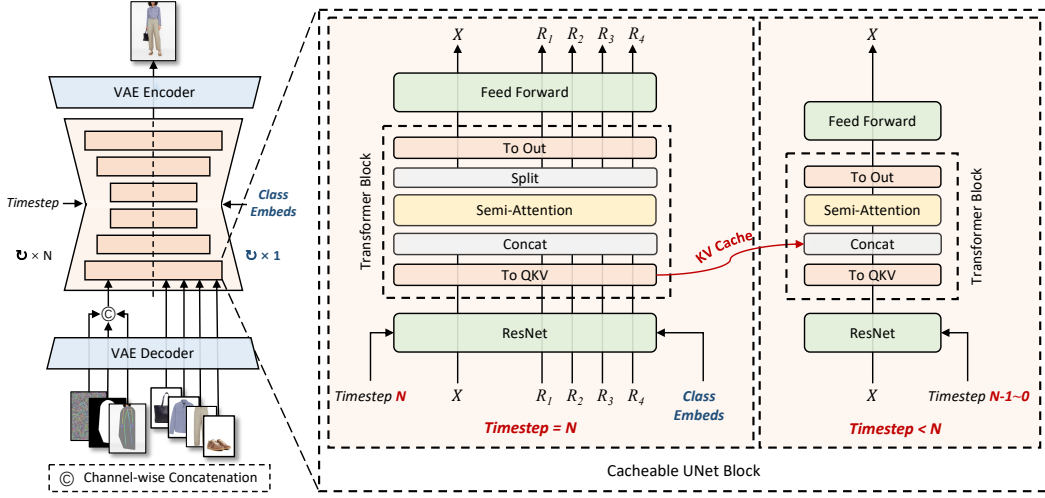 VAE Encoder
Timestep
Class
Embeds
↻ × N
↻ × 1
©
VAE Decoder
© Channel-wise Concatenation
X
R1
R2
R3
R4
Feed Forward
To Out
Split
Semi-Attention
Concat
To QKV
Transformer Block
ResNet
Timestep N
X
R1
R2
R3
R4
Class
Embeds
Timestep = N
KV Cache
X
Feed Forward
To Out
Semi-Attention
Concat
To QKV
Transformer Block
ResNet
X
Timestep N-1~0
Timestep < N
Cacheable UNet Block